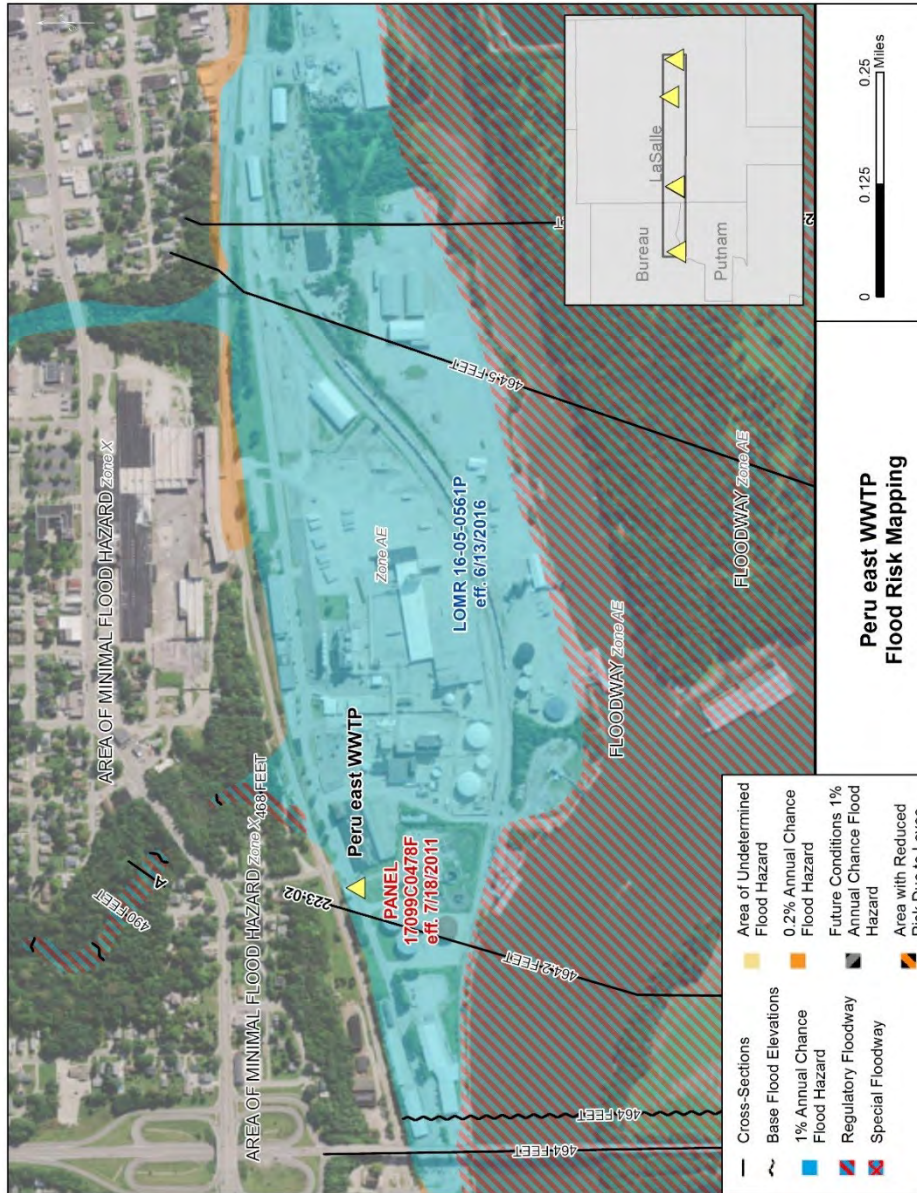 AREA OF MINIMAL FLOOD HAZARD Zone X
490 FEET
A
AREA OF MINIMAL FLOOD HAZARD Zone X
468 FEET
223.02
Peru east WWTP
PANEL
17099C0478F
eff. 7/18/2011
Zone AE
LOMR 16-05-0561P
eff. 6/13/2016
464.2 FEET
464 FEET
464 FEET
464.5 FEET
FLOODWAY Zone AE
FLOODWAY Zone AE
Bureau
LaSalle
Putnam
Cross-Sections
Base Flood Elevations
1% Annual Chance
Flood Hazard
Regulatory Floodway
Special Floodway
Area of Undetermined
Flood Hazard
0.2% Annual Chance
Flood Hazard
Future Conditions 1%
Annual Chance Flood
Hazard
Area with Reduced
Peru east WWTP
Flood Risk Mapping
0 0.125 0.25
Miles